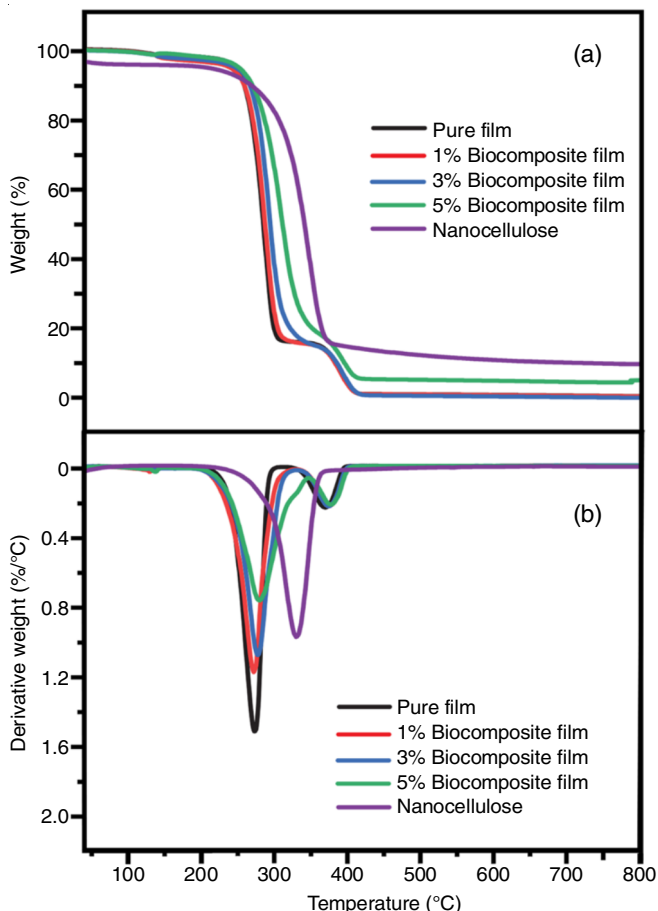 (a)
100
80
60
40
20
0
Weight (%)
Pure film
1% Biocomposite film
3% Biocomposite film
5% Biocomposite film
Nanocellulose
(b)
0
0.4
0.8
1.2
1.6
2.0
Derivative weight (%/°C)
Pure film
1% Biocomposite film
3% Biocomposite film
5% Biocomposite film
Nanocellulose
100 200 300 400 500 600 700 800
Temperature (°C)